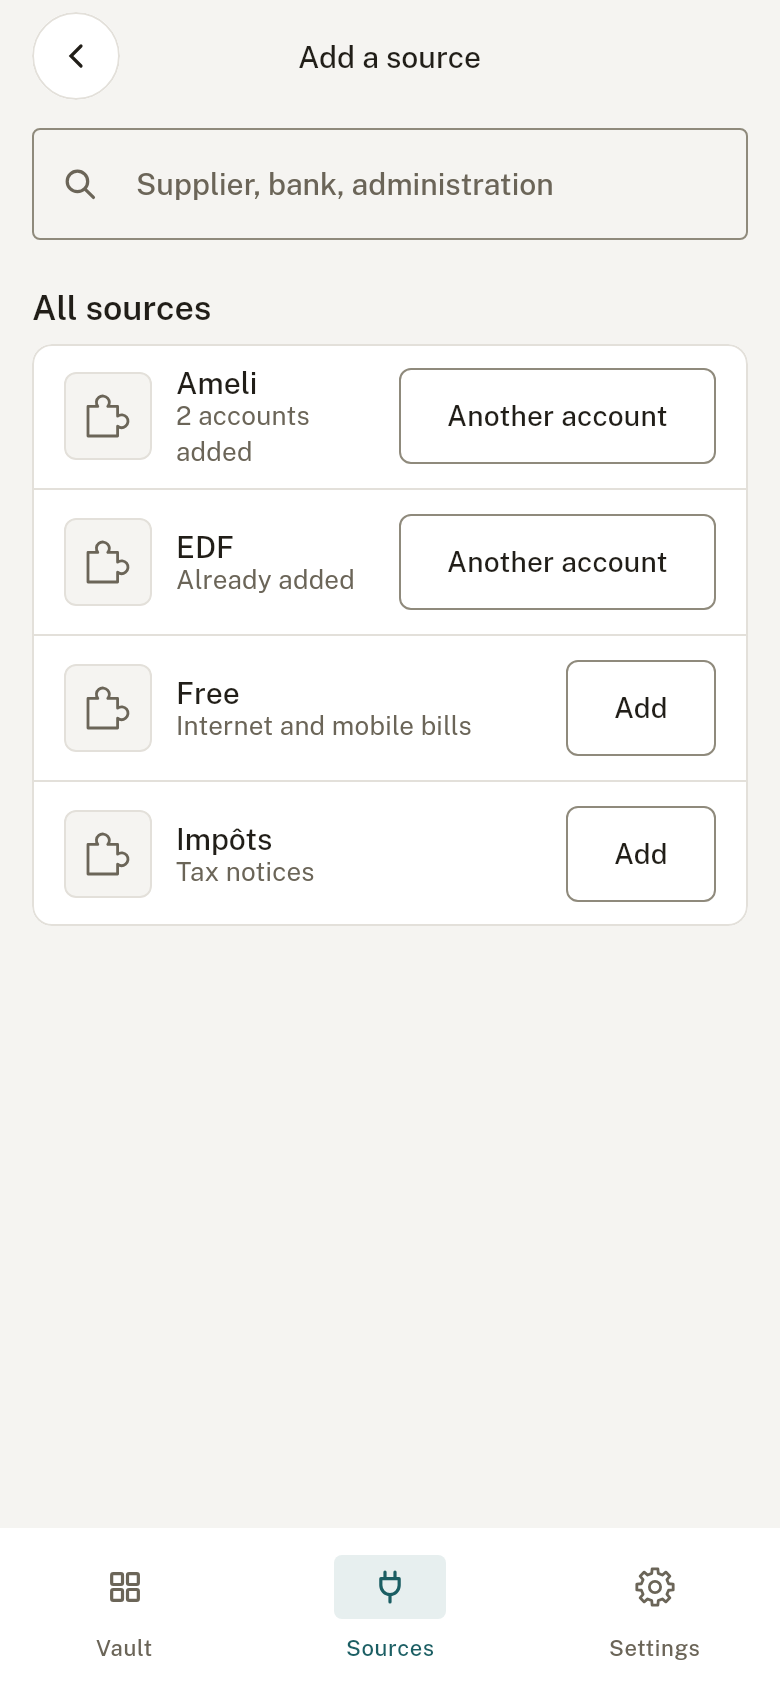 Add a source
Supplier, bank, administration
All sources
Ameli
2 accounts
added
Another account
EDF
Already added
Another account
Free
Internet and mobile bills
Add
Impôts
Tax notices
Add
Vault
Sources
Settings